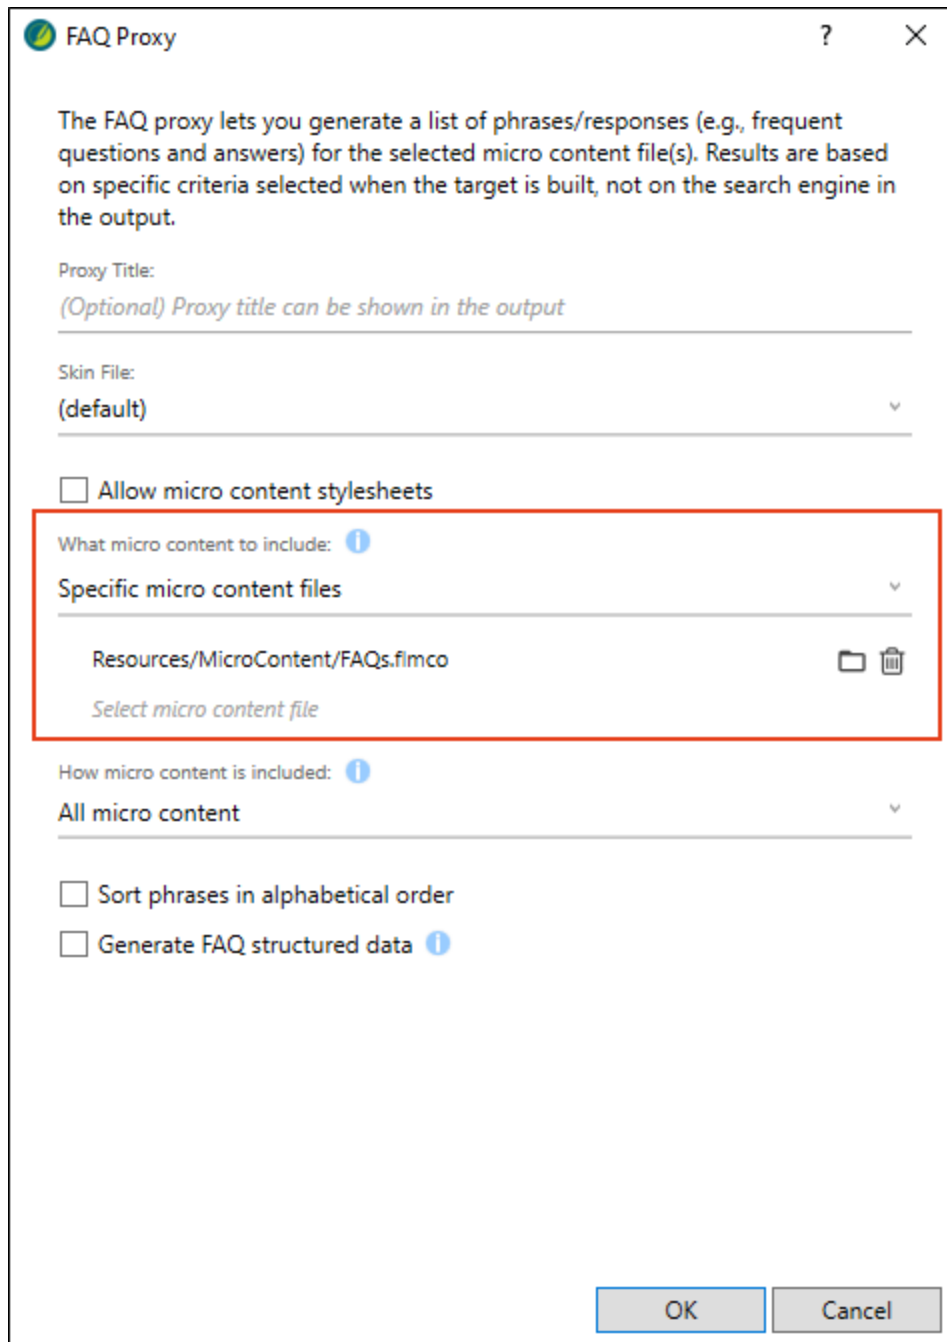 FAQ Proxy ?
The FAQ proxy lets you generate a list of phrases/responses (e.g., frequent
questions and answers) for the selected micro content file(s). Results are based
on specific criteria selected when the target is built, not on the search engine in
the output.
Proxy Title:
(Optional) Proxy title can be shown in the output
Skin File:
(default)
Allow micro content stylesheets
What micro content to include:
Specific micro content files
Resources/MicroContent/FAQs.flmco
Select micro content file
How micro content is included:
All micro content
Sort phrases in alphabetical order
Generate FAQ structured data
OK Cancel